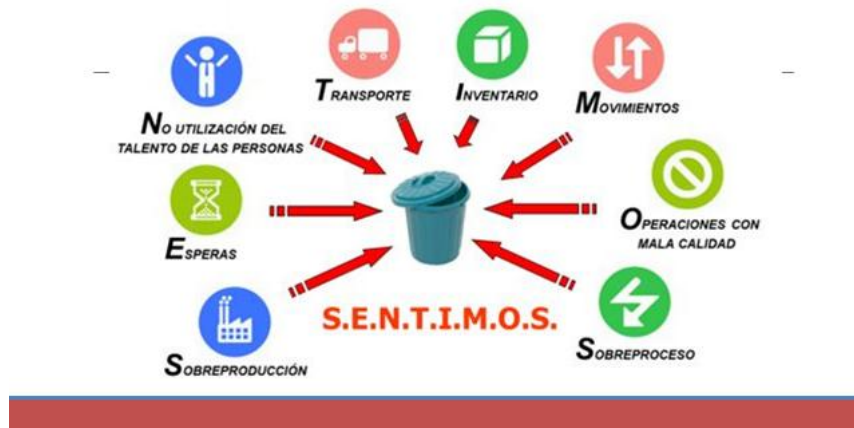 TRANSPORTE
INVENTARIO
MOVIMIENTOS
NO UTILIZACIÓN DEL
TALENTO DE LAS PERSONAS
OPERACIONES CON
MALA CALIDAD
ESPERAS
S.E.N.T.I.M.O.S.
SOBREPROCESO
SOBREPRODUCCIÓN